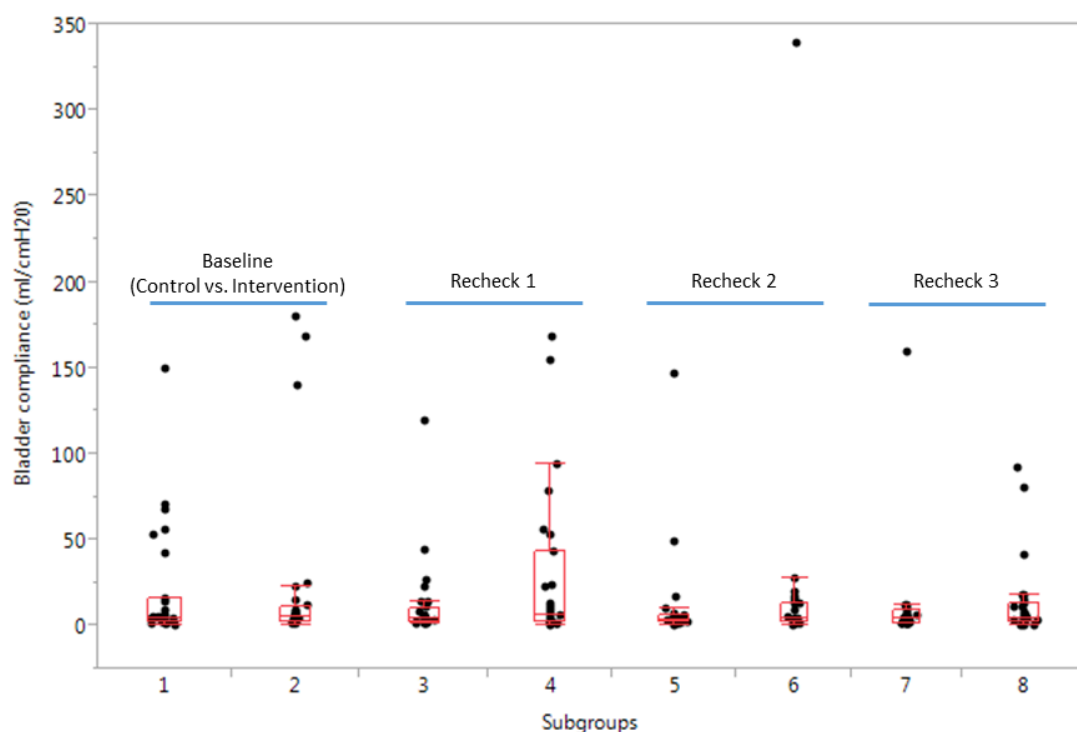 350
300
250
200
150
100
50
0
Bladder compliance (ml/cmH20)
Baseline
(Control vs. Intervention)
Recheck 1
Recheck 2
Recheck 3
1 2 3 4 5 6 7 8
Subgroups